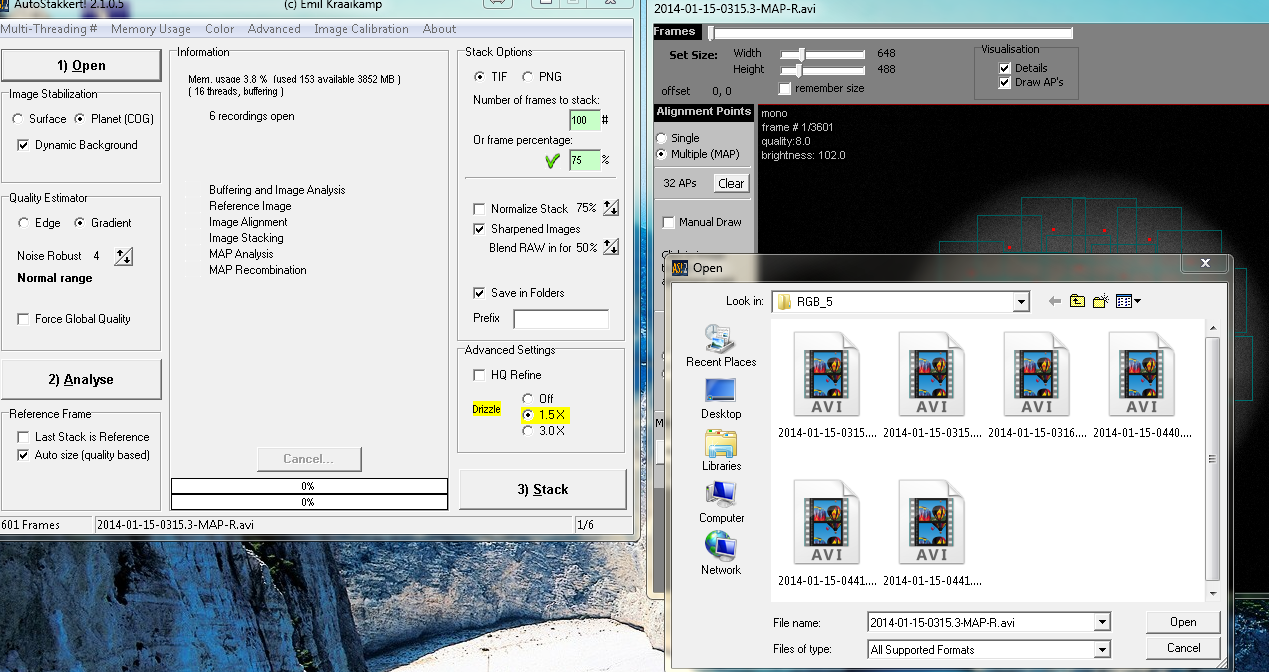 AutoStakkert! 2.1.0.5 (c) Emil Kraaikamp
Multi-Threading # Memory Usage Color Advanced Image Calibration About
1) Open
Image Stabilization
Surface Planet (COG)
Dynamic Background
Quality Estimator
Edge Gradient
Noise Robust 4
Normal range
Force Global Quality
2) Analyse
Reference Frame
Last Stack is Reference
Auto size (quality based)
Information
Mem. usage 3.8 % (used 153 available 3852 MB )
( 16 threads, buffering )
6 recordings open
Buffering and Image Analysis
Reference Image
Image Alignment
Image Stacking
MAP Analysis
MAP Recombination
Cancel...
0%
0%
Stack Options
TIF PNG
Number of frames to stack:
100 #
Or frame percentage:
75 %
Normalize Stack 75%
Sharpened Images
Blend RAW in for 50%
Save in Folders
Prefix
Advanced Settings
HQ Refine
Drizzle
Off
1.5 X
3.0 X
3) Stack
601 Frames 2014-01-15-0315.3-MAP-R.avi 1/6
2014-01-15-0315.3-MAP-R.avi
Frames
Set Size: Width 648
Height 488
offset 0, 0 remember size
Visualisation
Details
Draw AP's
Alignment Points
Single
Multiple (MAP)
32 APs Clear
Manual Draw
mono
frame # 1/3601
quality:8.0
brightness: 102.0
AS!2 Open X
Look in: RGB_5
Recent Places
Desktop
Libraries
Computer
Network
AVI AVI AVI AVI
2014-01-15-0315.... 2014-01-15-0315.... 2014-01-15-0316.... 2014-01-15-0440....
AVI AVI
2014-01-15-0441.... 2014-01-15-0441....
File name: 2014-01-15-0315.3-MAP-R.avi Open
Files of type: All Supported Formats Cancel